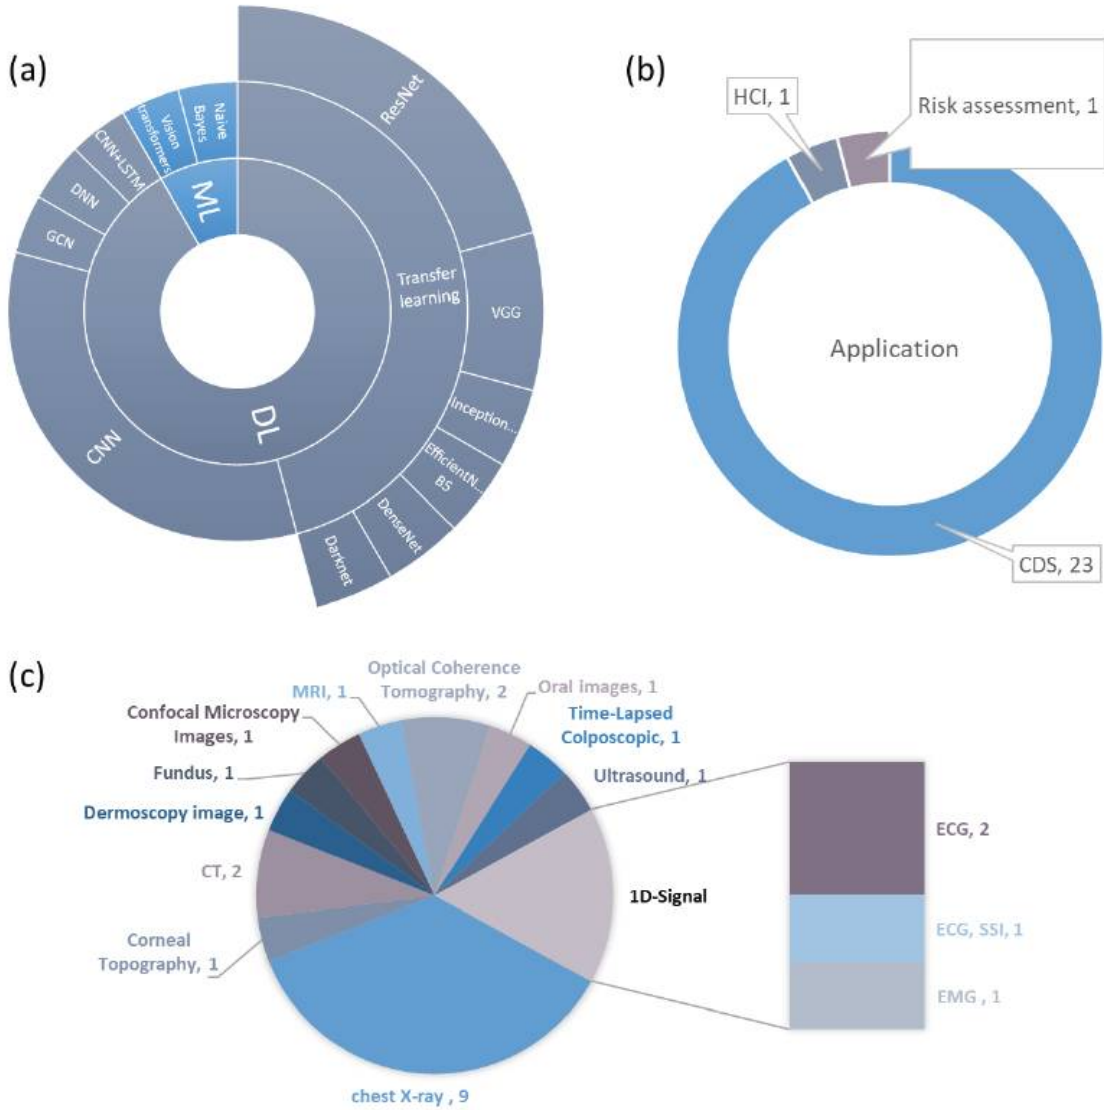 (a)
ResNet
Naive
Bayes
Vision
transformers
CNN+LSTM
DNN
GCN
ML
Transfer
learning
VGG
Inception...
EfficientN...
B5
DenseNet
Darknet
DL
CNN
(b)
HCI, 1
Risk assessment, 1
Application
CDS, 23
(c)
Optical Coherence
Tomography, 2
MRI, 1
Oral images, 1
Confocal Microscopy
Images, 1
Time-Lapsed
Colposcopic, 1
Fundus, 1
Ultrasound, 1
Dermoscopy image, 1
CT, 2
1D-Signal
Corneal
Topography, 1
chest X-ray , 9
ECG, 2
ECG, SSI, 1
EMG , 1